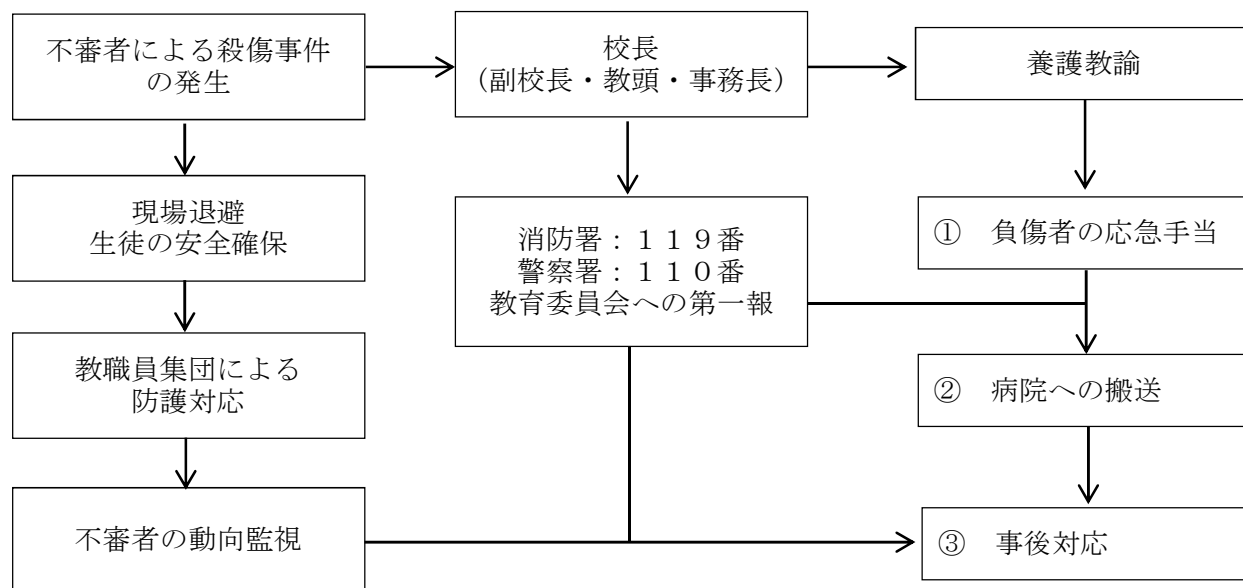 不審者による殺傷事件
の発生
校長
（副校長・教頭・事務長）
養護教諭
現場退避
生徒の安全確保
消防署：１１９番
警察署：１１０番
教育委員会への第一報
①　負傷者の応急手当
教職員集団による
防護対応
②　病院への搬送
不審者の動向監視
③　事後対応